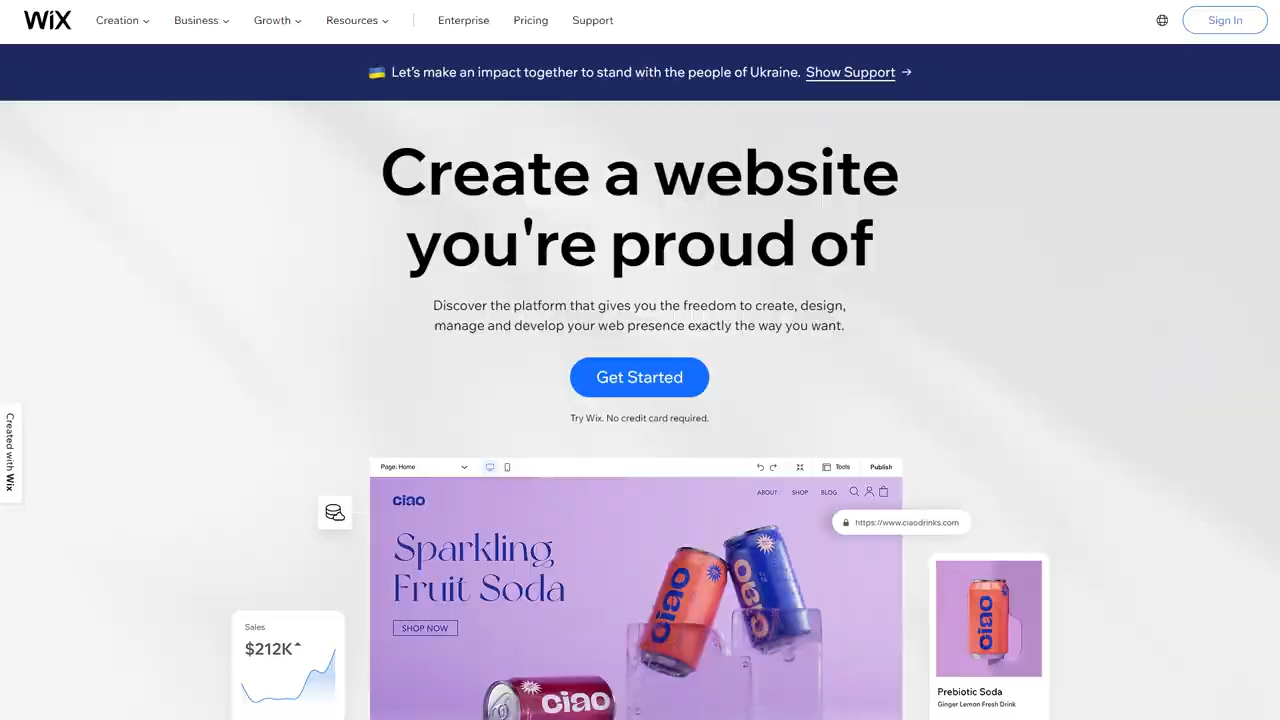 WiX
Creation
Business
Growth
Resources
Enterprise
Pricing
Support
Sign In
Let's make an impact together to stand with the people of Ukraine. Show Support →
Create a website
you're proud of
Discover the platform that gives you the freedom to create, design,
manage and develop your web presence exactly the way you want.
Get Started
Try Wix. No credit card required.
Created with Wix
Page: Home
Tools
Publish
ciao
ABOUT
SHOP
BLOG
https://www.ciaodrinks.com
Sparkling
Fruit Soda
SHOP NOW
ciao
ciao
ciao
ciao
Sales
$212K
Prebiotic Soda
Ginger Lemon Fresh Drink